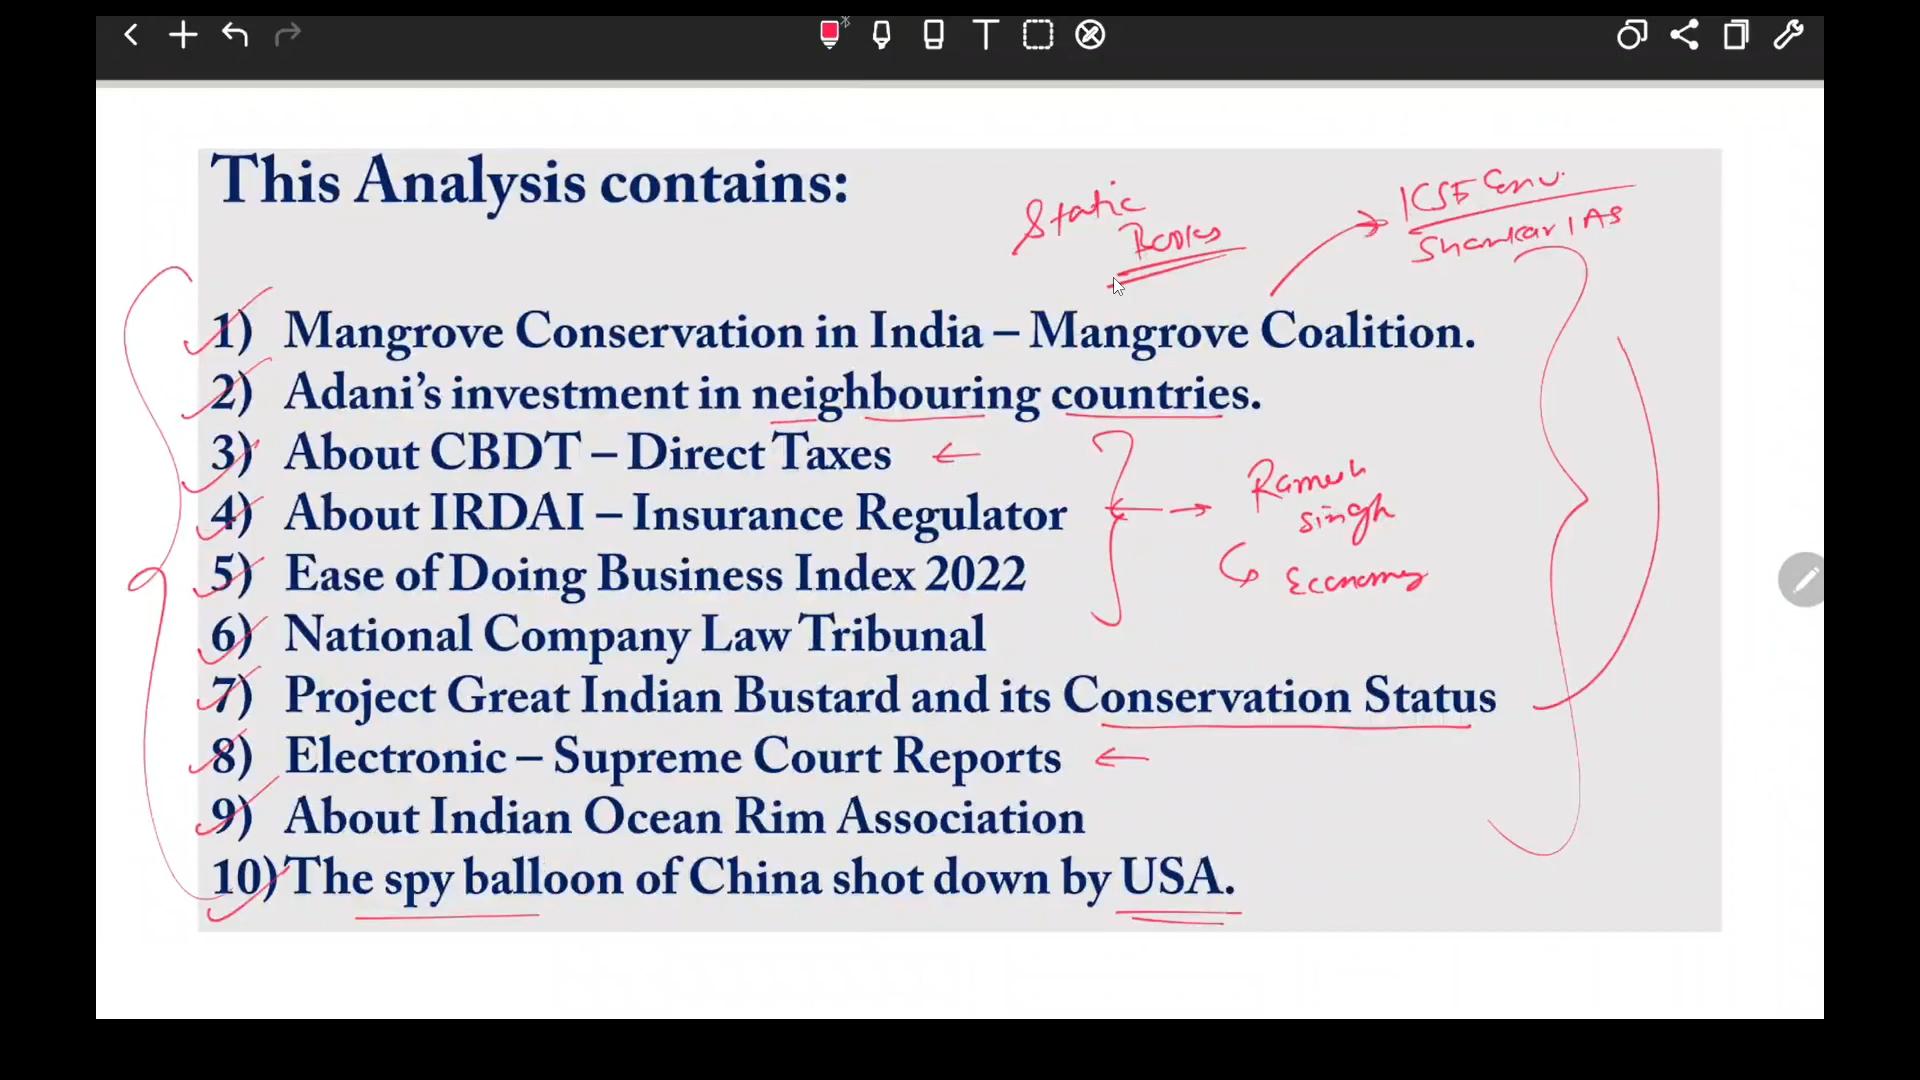 This Analysis contains:
Static
Books
ICSE Env.
Shankar IAS
1) Mangrove Conservation in India – Mangrove Coalition.
2) Adani’s investment in neighbouring countries.
3) About CBDT – Direct Taxes
4) About IRDAI – Insurance Regulator
Ramesh
singh
5) Ease of Doing Business Index 2022
Economy
6) National Company Law Tribunal
7) Project Great Indian Bustard and its Conservation Status
8) Electronic – Supreme Court Reports
9) About Indian Ocean Rim Association
10) The spy balloon of China shot down by USA.